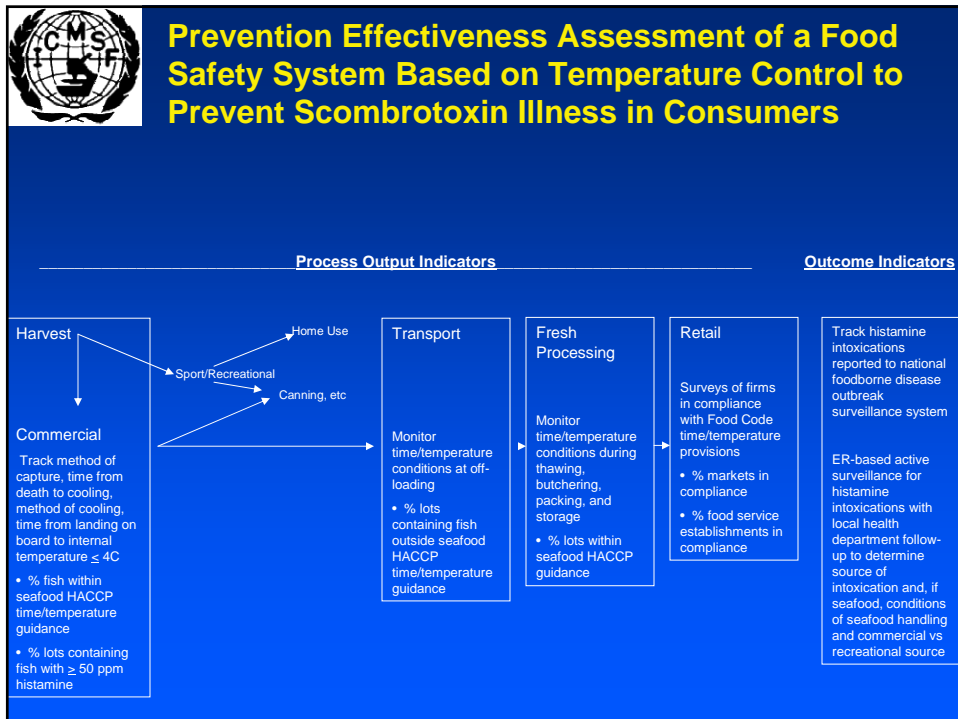 I C M S F
Prevention Effectiveness Assessment of a Food
Safety System Based on Temperature Control to
Prevent Scombrotoxin Illness in Consumers
Process Output Indicators
Outcome Indicators
Harvest
Sport/Recreational
Home Use
Canning, etc
Commercial
Track method of
capture, time from
death to cooling,
method of cooling,
time from landing on
board to internal
temperature < 4C
• % fish within
seafood HACCP
time/temperature
guidance
• % lots containing
fish with > 50 ppm
histamine
Transport
Monitor
time/temperature
conditions at off-
loading
• % lots
containing fish
outside seafood
HACCP
time/temperature
guidance
Fresh
Processing
Monitor
time/temperature
conditions during
thawing,
butchering,
packing, and
storage
• % lots within
seafood HACCP
guidance
Retail
Surveys of firms
in compliance
with Food Code
time/temperature
provisions
• % markets in
compliance
• % food service
establishments in
compliance
Track histamine
intoxications
reported to national
foodborne disease
outbreak
surveillance system
ER-based active
surveillance for
histamine
intoxications with
local health
department follow-
up to determine
source of
intoxication and, if
seafood, conditions
of seafood handling
and commercial vs
recreational source